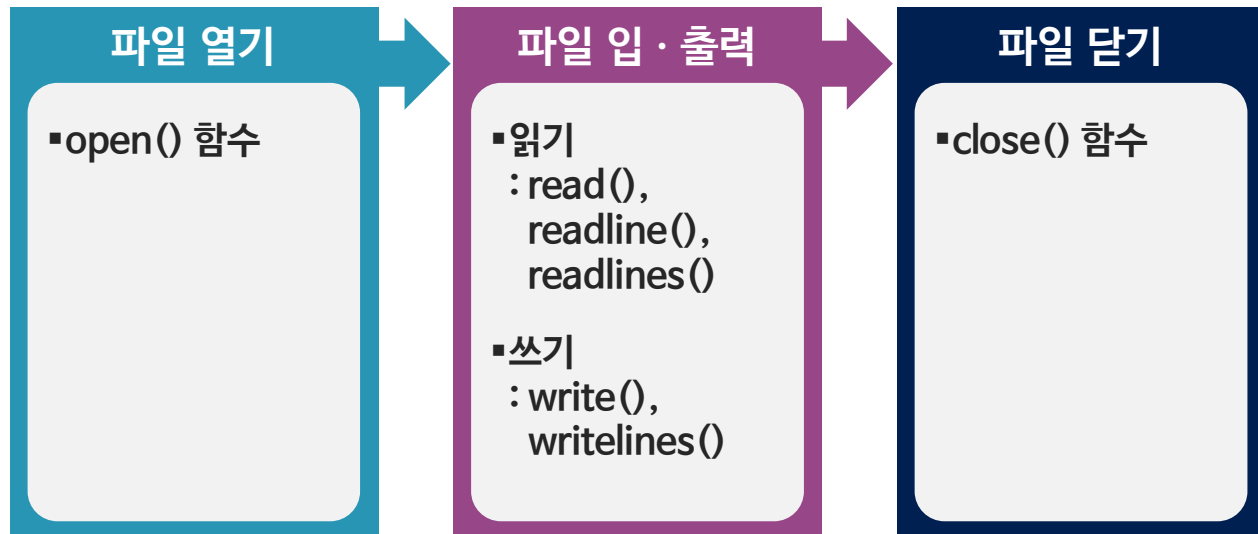 파일 열기
▪open() 함수
파일 입 · 출력
▪읽기
: read(),
readline(),
readlines()
▪쓰기
: write(),
writelines()
파일 닫기
▪close() 함수